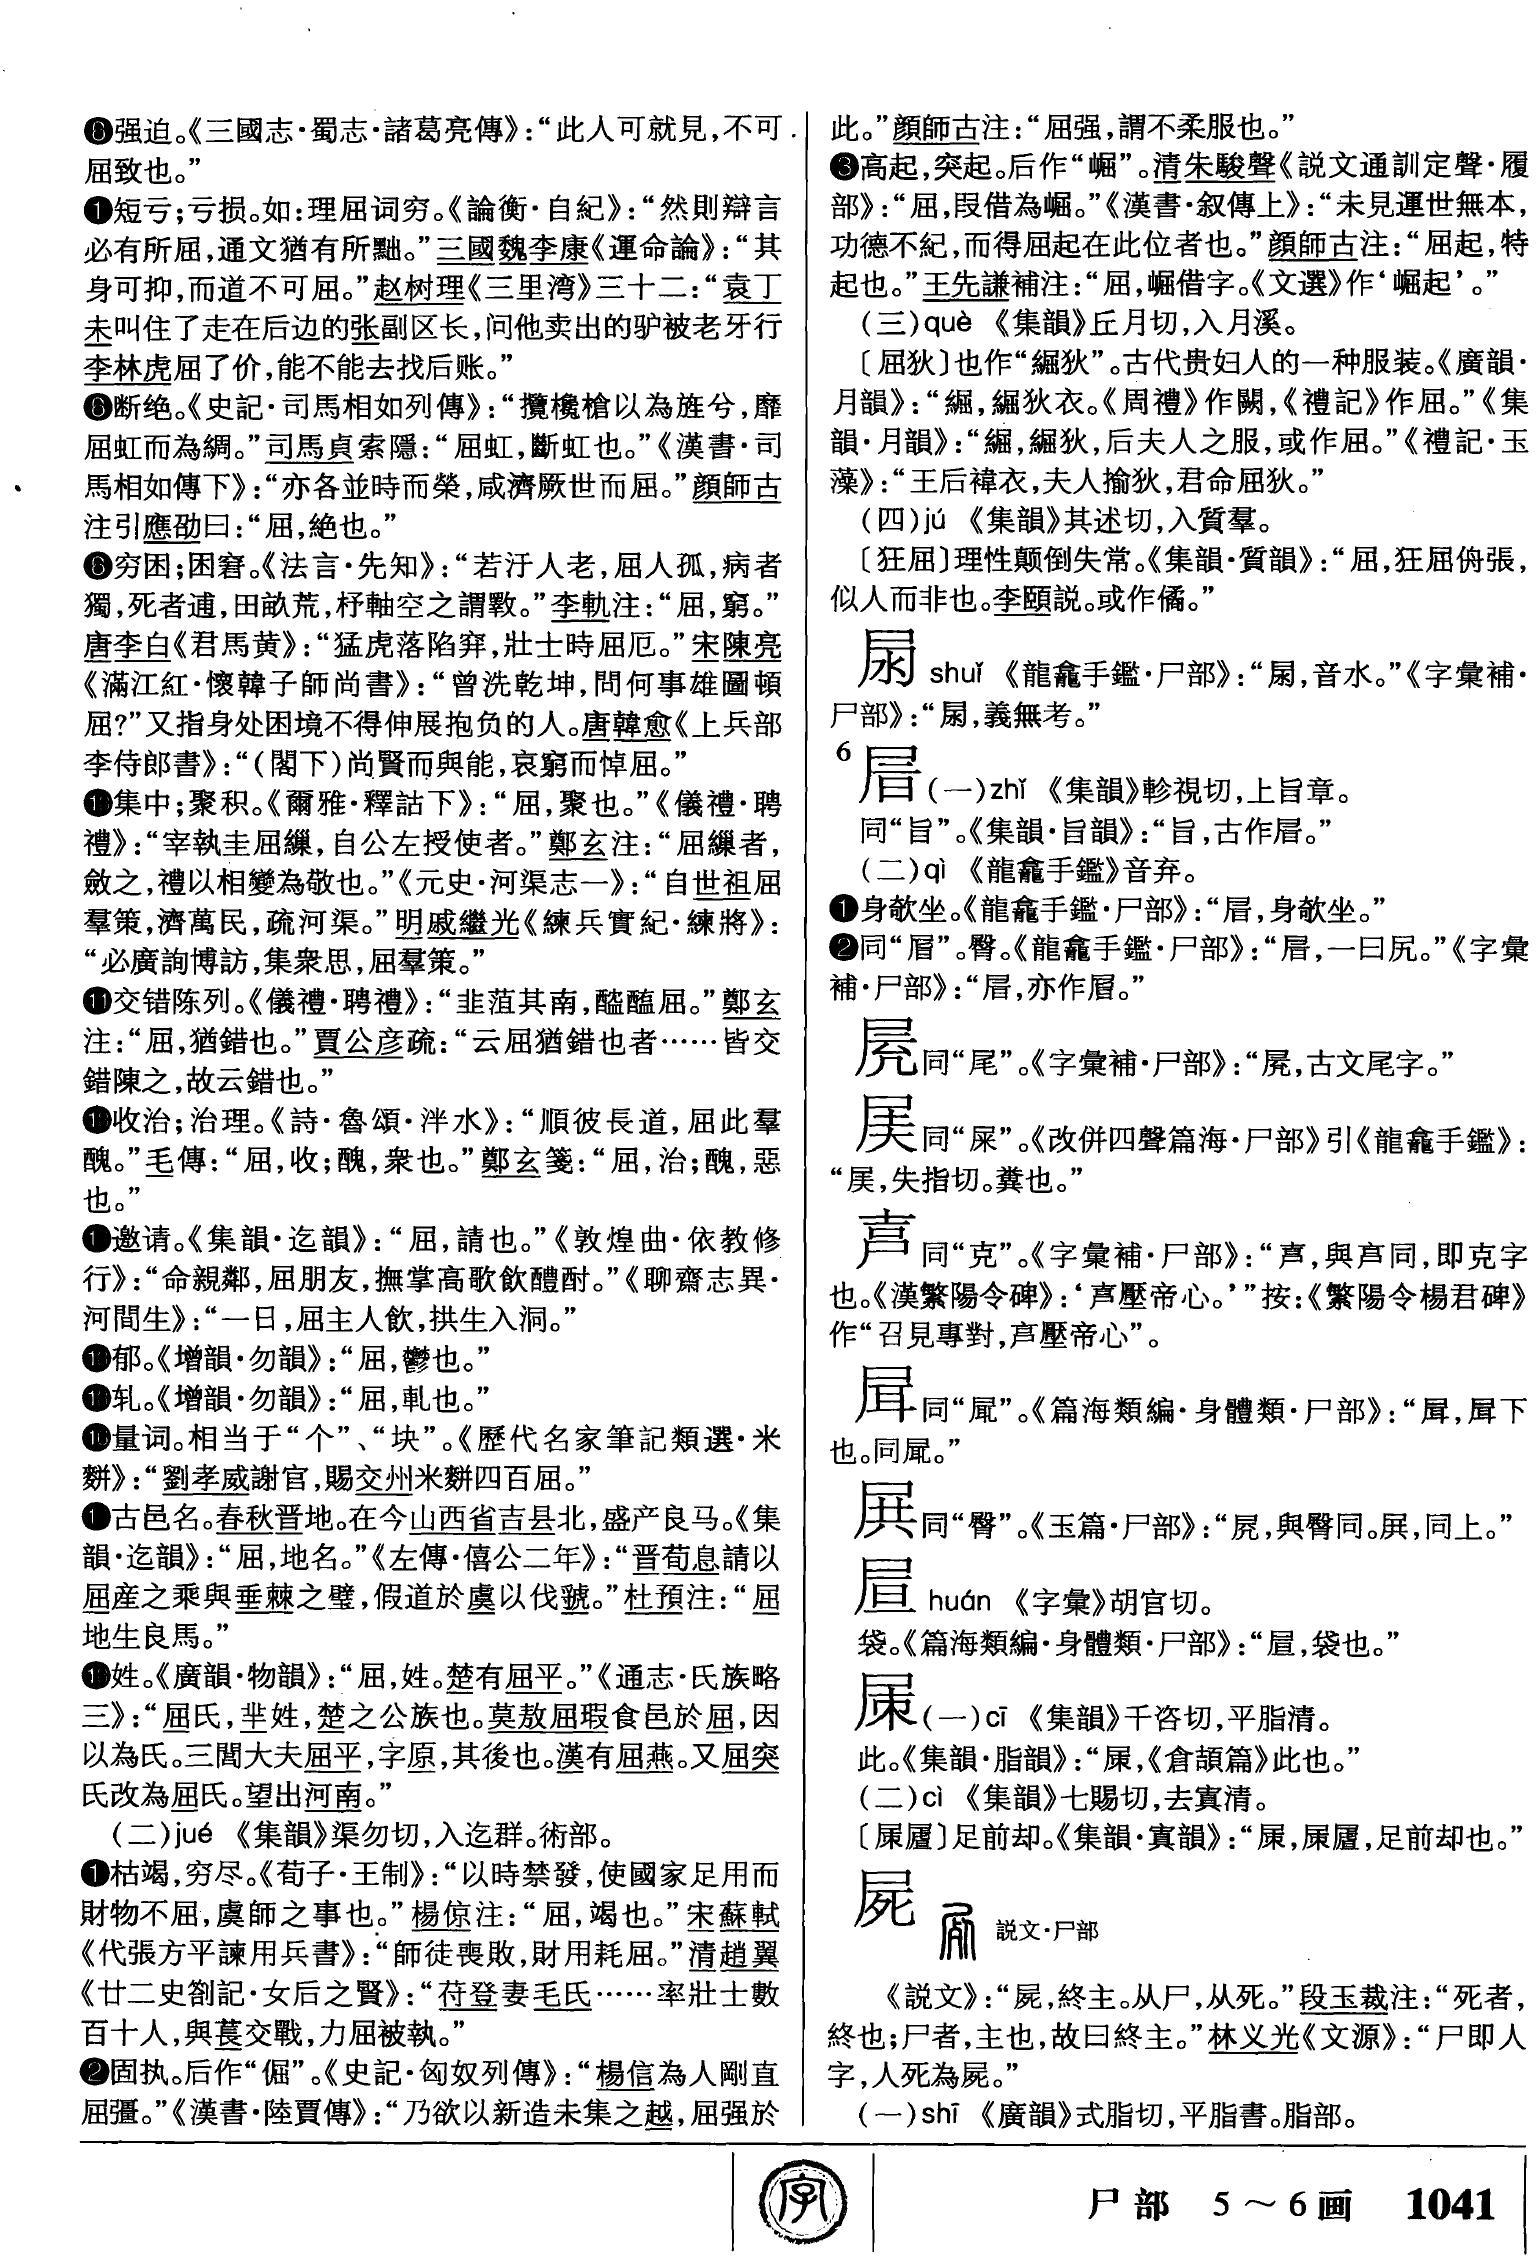 ❻强迫。《三國志·蜀志·諸葛亮傳》：“此人可就見，不可
屈致也。”
短亏；亏损。如：理屈词穷。《論衡·自紀》：“然則辯言
必有所屈，通文猶有所黜。”三國魏李康《運命論》：“其
身可抑，而道不可屈。”赵树理《三里湾》三十二：“袁丁
未叫住了走在后边的张副区长，问他卖出的驴被老牙行
李林虎屈了价，能不能去找后账。”
断绝。《史記·司馬相如列傳》：“攬欃槍以為旌兮，靡
屈虹而為綢。”司馬貞索隱：“屈虹，斷虹也。”《漢書·司
馬相如傳下》：“亦各並時而榮，咸濟厥世而屈。”顔師古
注引應劭曰：“屈，絶也。”
穷困；困窘。《法言·先知》：“若汙人老，屈人孤，病者
獨，死者逋，田畝荒，杼軸空之謂斁。”李軌注：“屈，窮。”
唐李白《君馬黄》：“猛虎落陷穽，壯士時屈厄。”宋陳亮
《滿江紅·懷韓子師尚書》：“曾洗乾坤，問何事雄圖頓
屈？”又指身处困境不得伸展抱负的人。唐韓愈《上兵部
李侍郎書》：“（閣下）尚賢而與能，哀窮而悼屈。”
集中；聚积。《爾雅·釋詁下》：“屈，聚也。”《儀禮·聘
禮》：“宰執圭屈繅，自公左授使者。”鄭玄注：“屈繅者，
斂之，禮以相變為敬也。”《元史·河渠志一》：“自世祖屈
羣策，濟萬民，疏河渠。”明戚繼光《練兵實紀·練將》：
“必廣詢博訪，集衆思，屈羣策。”
⓫交错陈列。《儀禮·聘禮》：“韭菹其南，醓醢屈。”鄭玄
注：“屈，猶錯也。”賈公彦疏：“云屈猶錯也者……皆交
錯陳之，故云錯也。”
收治；治理。《詩·魯頌·泮水》：“順彼長道，屈此羣
醜。”毛傳：“屈，收；醜，衆也。”鄭玄箋：“屈，治；醜，惡
也。”
邀请。《集韻·迄韻》：“屈，請也。”《敦煌曲·依教修
行》：“命親鄰，屈朋友，撫掌高歌飲醴酎。”《聊齋志異·
河間生》：“一日，屈主人飲，拱生入洞。”
郁。《增韻·勿韻》：“屈，鬱也。”
轧。《增韻·勿韻》：“屈，軋也。”
量词。相当于“个”、“块”。《歷代名家筆記類選·米
麨》：“劉孝威謝官，賜交州米麨四百屈。”
古邑名。春秋晋地。在今山西省吉县北，盛产良马。《集
韻·迄韻》：“屈，地名。”《左傳·僖公二年》：“晋荀息請以
屈産之乘與垂棘之璧，假道於虞以伐虢。”杜預注：“屈
地生良馬。”
姓。《廣韻·物韻》：“屈，姓。楚有屈平。”《通志·氏族略
三》：“屈氏，芈姓，楚之公族也。莫敖屈瑕食邑於屈，因
以為氏。三閭大夫屈平，字原，其後也。漢有屈燕。又屈突
氏改為屈氏。望出河南。”
（二）jué 《集韻》渠勿切，入迄群。術部。
❶枯竭，穷尽。《荀子·王制》：“以時禁發，使國家足用而
財物不屈，虞師之事也。”楊倞注：“屈，竭也。”宋蘇軾
《代張方平諫用兵書》：“師徒喪敗，財用耗屈。”清趙翼
《廿二史劄記·女后之賢》：“苻登妻毛氏……率壯士數
百十人，與萇交戰，力屈被執。”
❷固执。后作“倔”。《史記·匈奴列傳》：“楊信為人剛直
屈彊。”《漢書·陸賈傳》：“乃欲以新造未集之越，屈强於
此。”顔師古注：“屈强，謂不柔服也。”
❸高起，突起。后作“崛”。清朱駿聲《説文通訓定聲·履
部》：“屈，叚借為崛。”《漢書·叙傳上》：“未見運世無本，
功德不紀，而得屈起在此位者也。”顔師古注：“屈起，特
起也。”王先謙補注：“屈，崛借字。《文選》作‘崛起’。”
（三）què 《集韻》丘月切，入月溪。
〔屈狄〕也作“䋉狄”。古代贵妇人的一种服装。《廣韻·
月韻》：“䋉，䋉狄衣。《周禮》作闕，《禮記》作屈。”《集
韻·月韻》：“䋉，䋉狄，后夫人之服，或作屈。”《禮記·玉
藻》：“王后褘衣，夫人揄狄，君命屈狄。”
（四）jú 《集韻》其述切，入質羣。
〔狂屈〕理性颠倒失常。《集韻·質韻》：“屈，狂屈侜張，
似人而非也。李頤説。或作僪。”
shuǐ 《龍龕手鑑·尸部》：“，音水。”《字彙補·
尸部》：“，義無考。”
6
（一）zhǐ 《集韻》軫視切，上旨章。
同“旨”。《集韻·旨韻》：“旨，古作。”
（二）qì 《龍龕手鑑》音弃。
❶身欹坐。《龍龕手鑑·尸部》：“，身欹坐。”
❷同“”。臀。《龍龕手鑑·尸部》：“，一曰尻。”《字彙
補·尸部》：“，亦作。”
同“尾”。《字彙補·尸部》：“，古文尾字。”
同“屎”。《改併四聲篇海·尸部》引《龍龕手鑑》：
“，失指切。糞也。”
同“克”。《字彙補·尸部》：“，與同，即克字
也。《漢繁陽令碑》：‘壓帝心。’”按：《繁陽令楊君碑》
作“召見專對，壓帝心”。
同“”。《篇海類編·身體類·尸部》：“，下
也。同。”
同“臀”。《玉篇·尸部》：“，與臀同。，同上。”
huán 《字彙》胡官切。
袋。《篇海類編·身體類·尸部》：“，袋也。”
（一）cī 《集韻》千咨切，平脂清。
此。《集韻·脂韻》：“，《倉頡篇》此也。”
（二）cì 《集韻》七賜切，去寘清。
足前却。《集韻·寘韻》：“，足前却也。”
屍 説文·尸部
《説文》：“屍，終主。从尸，从死。”段玉裁注：“死者，
終也；尸者，主也，故曰終主。”林义光《文源》：“尸即人
字，人死為屍。”
（一）shī 《廣韻》式脂切，平脂書。脂部。
字
尸部 5～6画 1041